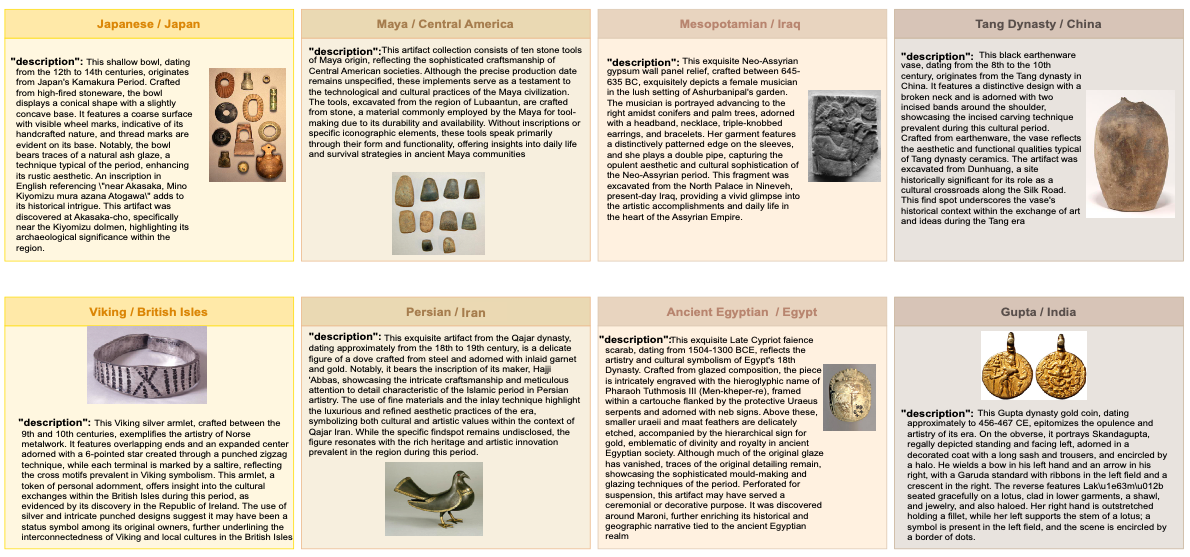 Japanese / Japan
"description": This shallow bowl, dating
from the 12th to 14th centuries, originates
from Japan's Kamakura Period. Crafted
from high-fired stoneware, the bowl
displays a conical shape with a slightly
concave base. It features a coarse surface
with visible wheel marks, indicative of its
handcrafted nature, and thread marks are
evident on its base. Notably, the bowl
bears traces of a natural ash glaze, a
technique typical of the period, enhancing
its rustic aesthetic. An inscription in
English referencing \"near Akasaka, Mino
Kiyomizu mura azana Atogawa\" adds to
its historical intrigue. This artifact was
discovered at Akasaka-cho, specifically
near the Kiyomizu dolmen, highlighting its
archaeological significance within the
region.
Maya / Central America
"description":This artifact collection consists of ten stone tools
of Maya origin, reflecting the sophisticated craftsmanship of
Central American societies. Although the precise production date
remains unspecified, these implements serve as a testament to
the technological and cultural practices of the Maya civilization.
The tools, excavated from the region of Lubaantun, are crafted
from stone, a material commonly employed by the Maya for tool-
making due to its durability and availability. Without inscriptions or
specific iconographic elements, these tools speak primarily
through their form and functionality, offering insights into daily life
and survival strategies in ancient Maya communities
Mesopotamian / Iraq
"description": This exquisite Neo-Assyrian
gypsum wall panel relief, crafted between 645-
635 BC, exquisitely depicts a female musician
in the lush setting of Ashurbanipal's garden.
The musician is portrayed advancing to the
right amidst conifers and palm trees, adorned
with a headband, necklace, triple-knobbed
earrings, and bracelets. Her garment features
a distinctively patterned edge on the sleeves,
and she plays a double pipe, capturing the
opulent aesthetic and cultural sophistication of
the Neo-Assyrian period. This fragment was
excavated from the North Palace in Nineveh,
present-day Iraq, providing a vivid glimpse into
the artistic accomplishments and daily life in
the heart of the Assyrian Empire.
Tang Dynasty / China
"description": This black earthenware
vase, dating from the 8th to the 10th
century, originates from the Tang dynasty in
China. It features a distinctive design with a
broken neck and is adorned with two
incised bands around the shoulder,
showcasing the incised carving technique
prevalent during this cultural period.
Crafted from earthenware, the vase reflects
the aesthetic and functional qualities typical
of Tang dynasty ceramics. The artifact was
excavated from Dunhuang, a site
historically significant for its role as a
cultural crossroads along the Silk Road.
This find spot underscores the vase's
historical context within the exchange of art
and ideas during the Tang era
Viking / British Isles
"description": This Viking silver armlet, crafted between the
9th and 10th centuries, exemplifies the artistry of Norse
metalwork. It features overlapping ends and an expanded center
adorned with a 6-pointed star created through a punched zigzag
technique, while each terminal is marked by a saltire, reflecting
the cross motifs prevalent in Viking symbolism. This armlet, a
token of personal adornment, offers insight into the cultural
exchanges within the British Isles during this period, as
evidenced by its discovery in the Republic of Ireland. The use of
silver and intricate punched designs suggest it may have been a
status symbol among its original owners, further underlining the
interconnectedness of Viking and local cultures in the British Isles
Persian / Iran
"description": This exquisite artifact from the Qajar dynasty,
dating approximately from the 18th to 19th century, is a delicate
figure of a dove crafted from steel and adorned with inlaid garnet
and gold. Notably, it bears the inscription of its maker, Hajji
'Abbas, showcasing the intricate craftsmanship and meticulous
attention to detail characteristic of the Islamic period in Persian
artistry. The use of fine materials and the inlay technique highlight
the luxurious and refined aesthetic practices of the era,
symbolizing both cultural and artistic values within the context of
Qajar Iran. While the specific findspot remains undisclosed, the
figure resonates with the rich heritage and artistic innovation
prevalent in the region during this period.
Ancient Egyptian / Egypt
"description":This exquisite Late Cypriot faience
scarab, dating from 1504-1300 BCE, reflects the
artistry and cultural symbolism of Egypt's 18th
Dynasty. Crafted from glazed composition, the piece
is intricately engraved with the hieroglyphic name of
Pharaoh Tuthmosis III (Men-kheper-re), framed
within a cartouche flanked by the protective Uraeus
serpents and adorned with neb signs. Above these,
smaller uraeii and maat feathers are delicately
etched, accompanied by the hierarchical sign for
gold, emblematic of divinity and royalty in ancient
Egyptian society. Although much of the original glaze
has vanished, traces of the original detailing remain,
showcasing the sophisticated mould-making and
glazing techniques of the period. Perforated for
suspension, this artifact may have served a
ceremonial or decorative purpose. It was discovered
around Maroni, further enriching its historical and
geographic narrative tied to the ancient Egyptian
realm
Gupta / India
"description": This Gupta dynasty gold coin, dating
approximately to 456-467 CE, epitomizes the opulence and
artistry of its era. On the obverse, it portrays Skandagupta,
regally depicted standing and facing left, adorned in a
decorated coat with a long sash and trousers, and encircled by
a halo. He wields a bow in his left hand and an arrow in his
right, with a Garuda standard with ribbons in the left field and a
crescent in the right. The reverse features Lak\u1e63m\u012b
seated gracefully on a lotus, clad in lower garments, a shawl,
and jewelry, and also haloed. Her right hand is outstretched
holding a fillet, while her left supports the stem of a lotus; a
symbol is present in the left field, and the scene is encircled by
a border of dots.